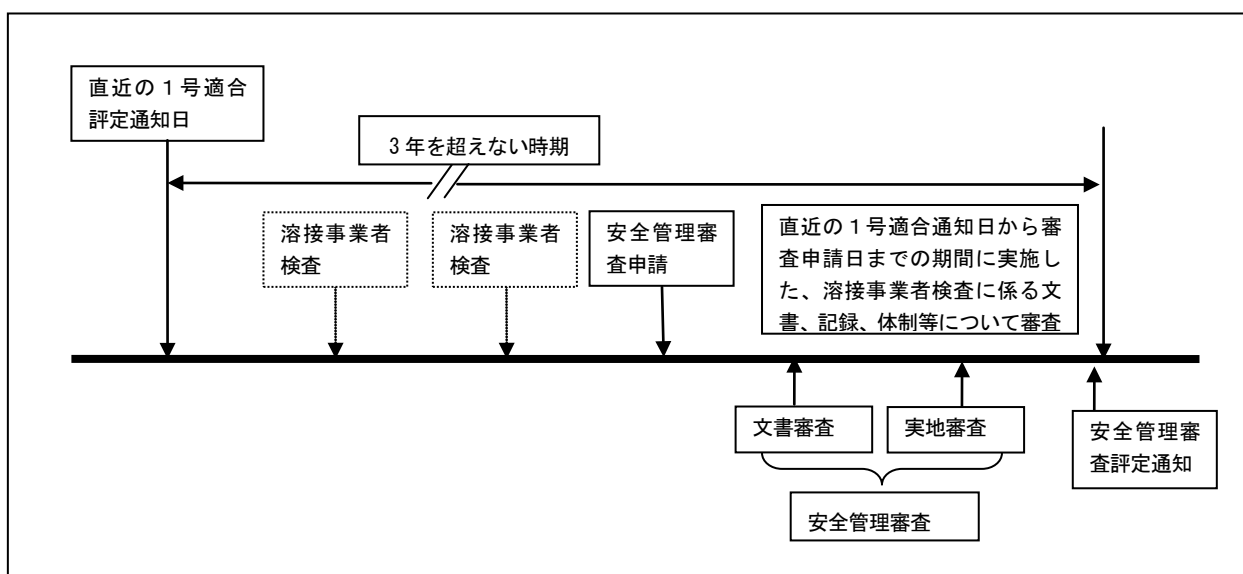 直近の１号適合
評定通知日
3年を超えない時期
溶接事業者
検査
溶接事業者
検査
安全管理審
査申請
直近の１号適合通知日から審
査申請日までの期間に実施し
た、溶接事業者検査に係る文
書、記録、体制等について審査
文書審査
実地審査
安全管理審
査評定通知
安全管理審査